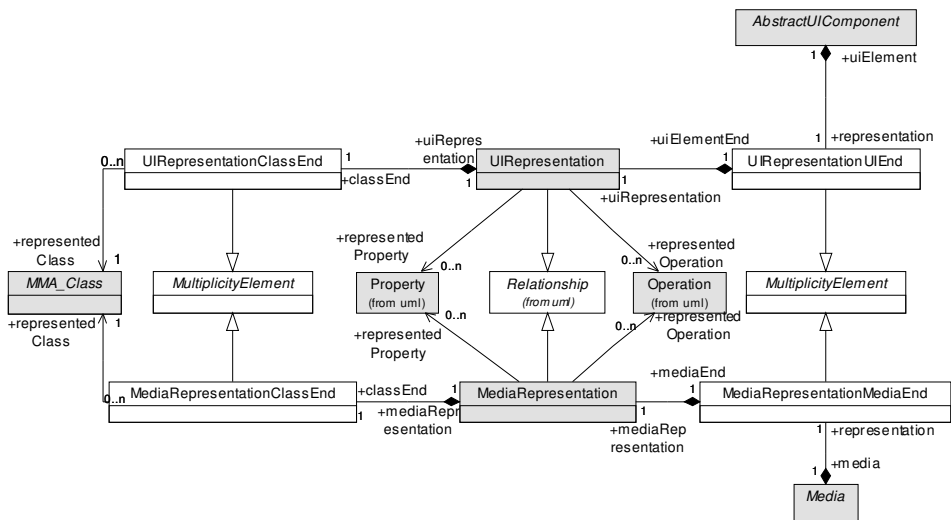 AbstractUIComponent
1
+uiElement
1
+representation
0..n
UIRepresentationClassEnd
1
+classEnd
+uiRepres
entation
1
UIRepresentation
+uiElementEnd
1
1
+uiRepresentation
UIRepresentationUIEnd
+represented
Class
1
+represented
Property
0..n
+represented
Operation
0..n
MMA_Class
MultiplicityElement
Property
(from uml)
Relationship
(from uml)
Operation
(from uml)
MultiplicityElement
+represented
Class
1
0..n
+represented
Property
0..n
+represented
Operation
0..n
MediaRepresentationClassEnd
+classEnd
1
1
+mediaRepr
esentation
MediaRepresentation
+mediaEnd
1
1
+mediaRep
resentation
MediaRepresentationMediaEnd
1
+representation
1
+media
Media